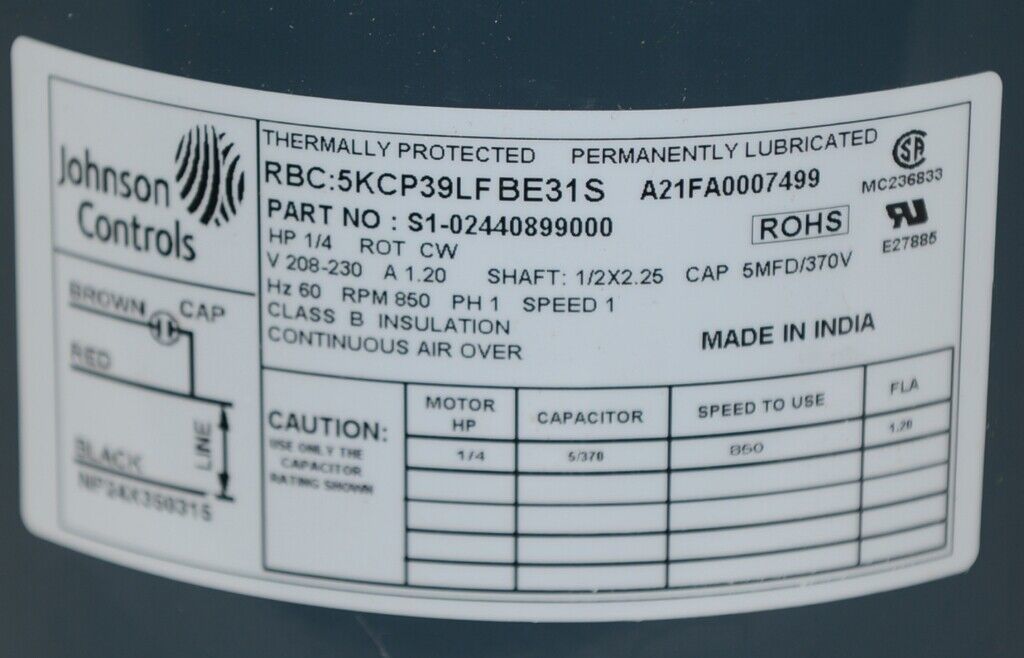 Johnson
Controls
THERMALLY PROTECTED PERMANENTLY LUBRICATED
RBC:5KCP39LFBE31S A21FA0007499
SA
MC236833
PART NO : S1-02440899000
ROHS
RU
E27885
HP 1/4 ROT CW
V 208-230 A 1.20 SHAFT: 1/2X2.25 CAP 5MFD/370V
Hz 60 RPM 850 PH 1 SPEED 1
CLASS B INSULATION
CONTINUOUS AIR OVER
MADE IN INDIA
BROWN CAP
RED
LINE
BLACK
NP24X350315
CAUTION:
USE ONLY THE
CAPACITOR
RATING SHOWN
MOTOR HP CAPACITOR SPEED TO USE FLA
1/4 5/370 850 1.20